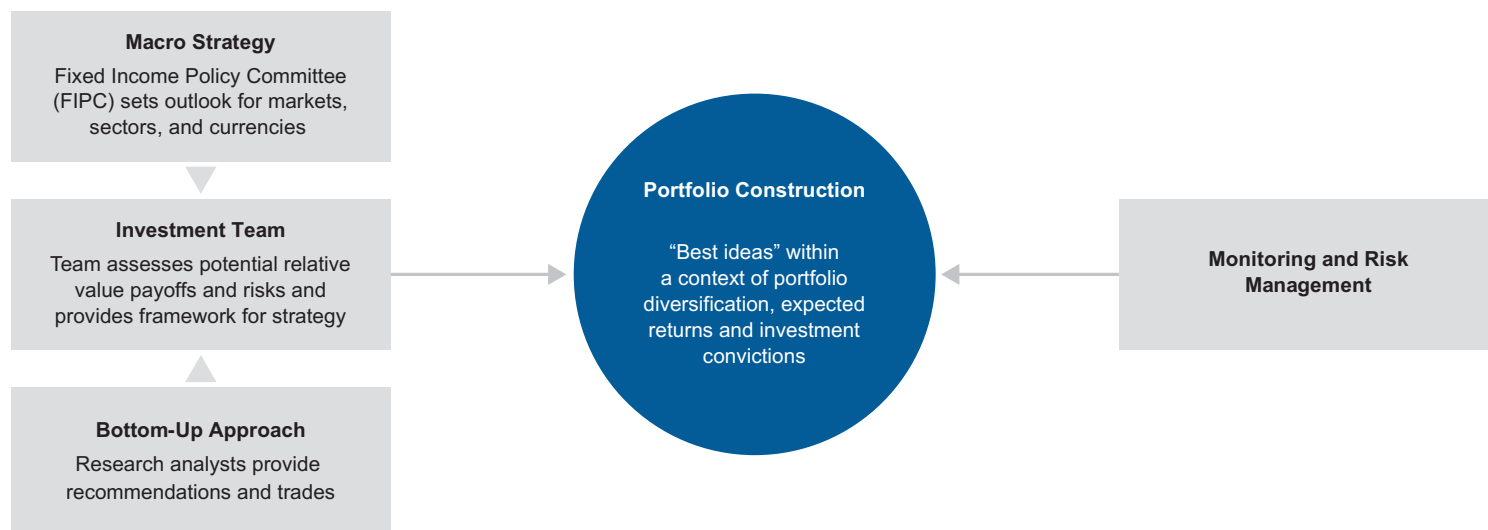 Macro Strategy
Fixed Income Policy Committee
(FIPC) sets outlook for markets,
sectors, and currencies
Investment Team
Team assesses potential relative
value payoffs and risks and
provides framework for strategy
Bottom-Up Approach
Research analysts provide
recommendations and trades
Portfolio Construction
“Best ideas” within
a context of portfolio
diversification, expected
returns and investment
convictions
Monitoring and Risk
Management